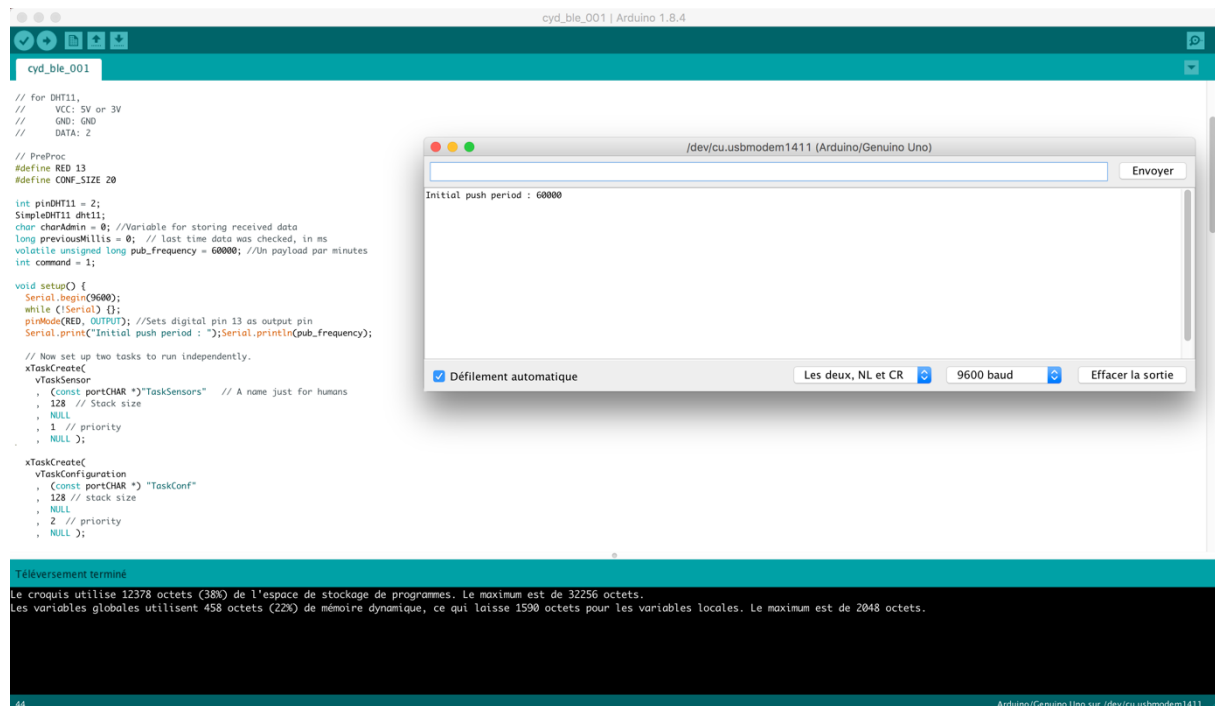 cyd_ble_001 | Arduino 1.8.4
cyd_ble_001
// for DHT11,
//      VCC: 5V or 3V
//      GND: GND
//      DATA: 2
// PreProc
#define RED 13
#define CONF_SIZE 20
int pinDHT11 = 2;
SimpleDHT11 dht11;
char charAdmin = 0; //Variable for storing received data
long previousMillis = 0;  // last time data was checked, in ms
volatile unsigned long pub_frequency = 60000; //Un payload par minutes
int command = 1;
void setup() {
  Serial.begin(9600);
  while (!Serial) {};
  pinMode(RED, OUTPUT); //Sets digital pin 13 as output pin
  Serial.print("Initial push period : ");Serial.println(pub_frequency);
  // Now set up two tasks to run independently.
  xTaskCreate(
    vTaskSensor
    ,  (const portCHAR *)"TaskSensors"   // A name just for humans
    ,  128  // Stack size
    ,  NULL
    ,  1  // priority
    ,  NULL );
  xTaskCreate(
    vTaskConfiguration
    ,  (const portCHAR *) "TaskConf"
    ,  128 // stack size
    ,  NULL
    ,  2  // priority
    ,  NULL );
/dev/cu.usbmodem1411 (Arduino/Genuino Uno)
Envoyer
Initial push period : 60000
Défilement automatique
Les deux, NL et CR
9600 baud
Effacer la sortie
Téléversement terminé
Le croquis utilise 12378 octets (38%) de l'espace de stockage de programmes. Le maximum est de 32256 octets.
Les variables globales utilisent 458 octets (22%) de mémoire dynamique, ce qui laisse 1590 octets pour les variables locales. Le maximum est de 2048 octets.
44
Arduino/Genuino Uno sur /dev/cu.usbmodem1411